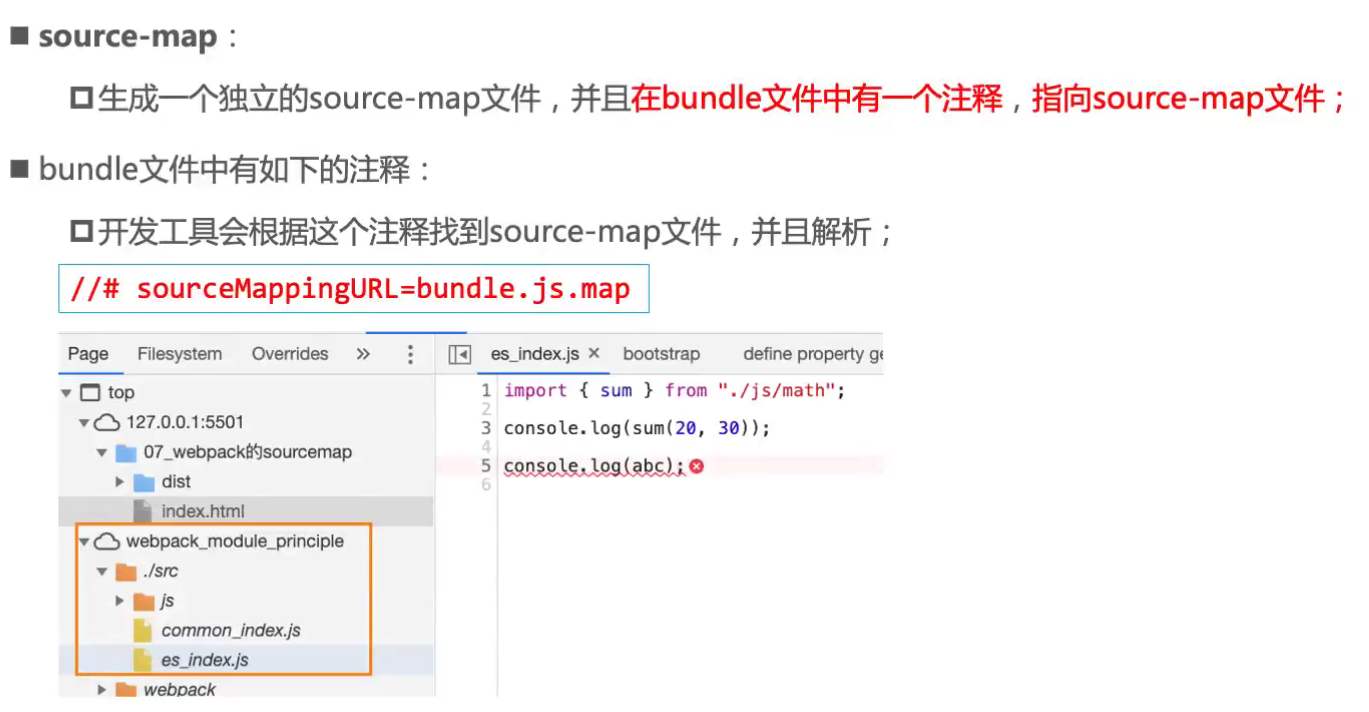 source-map：
生成一个独立的source-map文件，并且在bundle文件中有一个注释，指向source-map文件；
bundle文件中有如下的注释：
开发工具会根据这个注释找到source-map文件，并且解析；
//# sourceMappingURL=bundle.js.map
Page Filesystem Overrides »
top
127.0.0.1:5501
07_webpack的sourcemap
dist
index.html
webpack_module_principle
./src
js
common_index.js
es_index.js
webpack
es_index.js × bootstrap define property ge
1 import { sum } from "./js/math";
2
3 console.log(sum(20, 30));
4
5 console.log(abc);
6